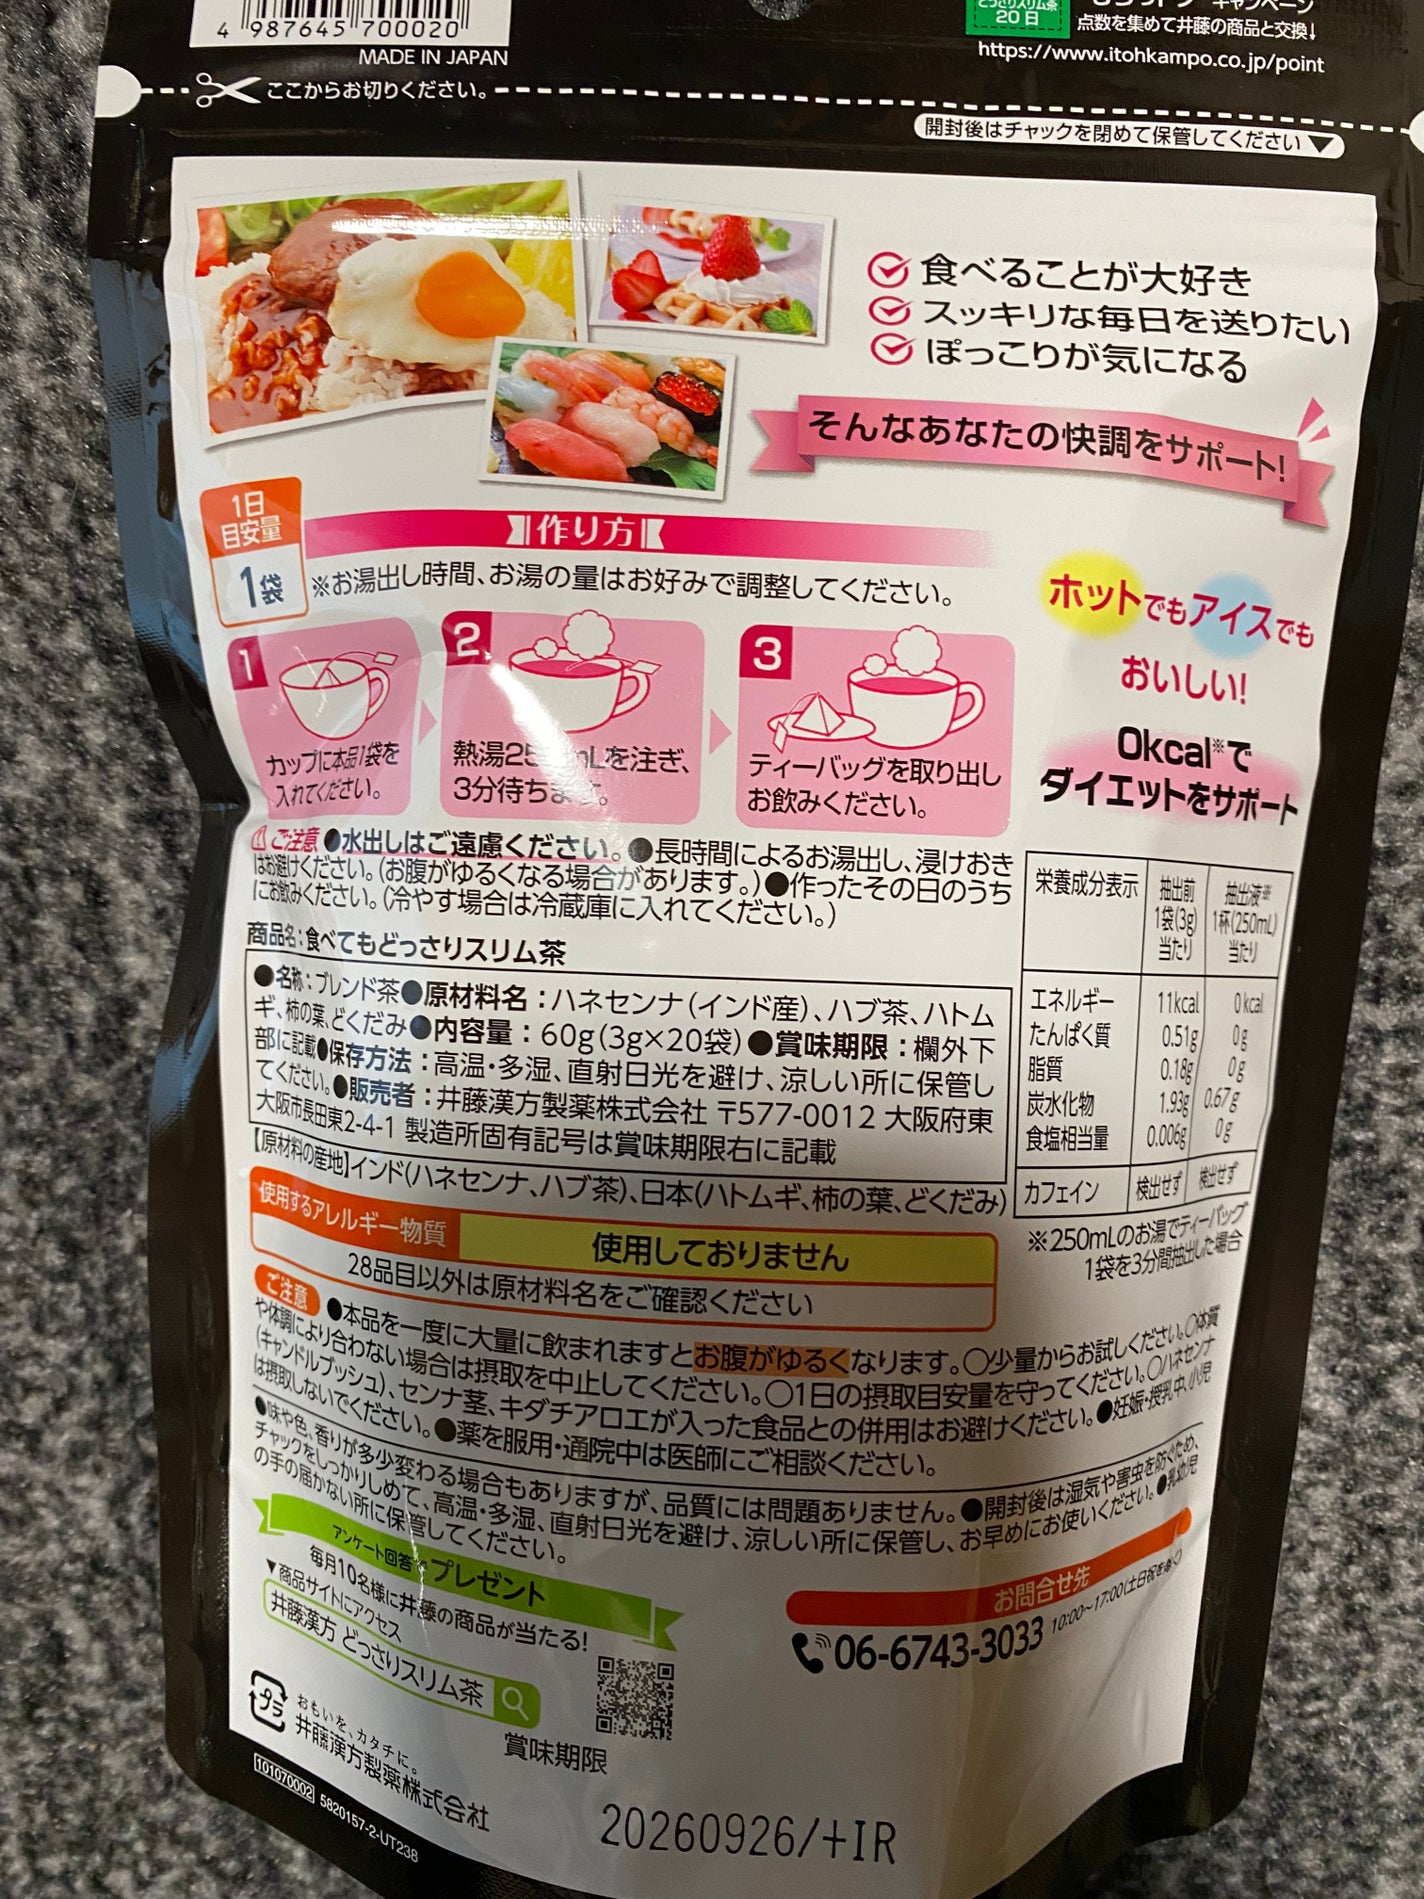 4 987645 700020
MADE IN JAPAN
20日
点数を集めて井藤の商品と交換!
https://www.itohkampo.co.jp/point
ここからお切りください。
開封後はチャックを閉めて保管してください▼
食べることが大好き
スッキリな毎日を送りたい
ぽっこりが気になる
そんなあなたの快調をサポート!
1日
目安量
1袋
作り方
※お湯出し時間、お湯の量はお好みで調整してください。
ホットでもアイスでも
おいしい!
0kcal※で
ダイエットをサポート
1
カップに本品1袋を
入れてください。
2
熱湯25 mLを注ぎ、
3分待ちます。
3
ティーバッグを取り出し
お飲みください。
ご注意 ●水出しはご遠慮ください。●長時間によるお湯出し、浸けおき
はお避けください。(お腹がゆるくなる場合があります。)●作ったその日のうち
にお飲みください。(冷やす場合は冷蔵庫に入れてください。)
商品名:食べてもどっさりスリム茶
●名称:ブレンド茶●原材料名:ハネセンナ(インド産)、ハブ茶、ハトム
ギ、柿の葉、どくだみ●内容量:60g(3g×20袋)●賞味期限:欄外下
部に記載●保存方法:高温・多湿、直射日光を避け、涼しい所に保管し
てください。●販売者:井藤漢方製薬株式会社 〒577-0012 大阪府東
大阪市長田東2-4-1 製造所固有記号は賞味期限右に記載
【原材料の産地】インド(ハネセンナ、ハブ茶)、日本(ハトムギ、柿の葉、どくだみ)
栄養成分表示 抽出前1袋(3g)当たり 抽出液※1杯(250mL)当たり
エネルギー 11kcal 0kcal
たんぱく質 0.51g 0g
脂質 0.18g 0g
炭水化物 1.93g 0.67g
食塩相当量 0.006g 0g
カフェイン 検出せず 検出せず
※250mLのお湯でティーバッグ
1袋を3分間抽出した場合
使用するアレルギー物質 使用しておりません
28品目以外は原材料名をご確認ください
ご注意 ●本品を一度に大量に飲まれますとお腹がゆるくなります。○少量からお試しください。○体質
や体調により合わない場合は摂取を中止してください。○1日の摂取目安量を守ってください。○ハネセンナ
(キャンドルブッシュ)、センナ茎、キダチアロエが入った食品との併用はお避けください。●妊娠・授乳中、小児
は摂取しないでください。●薬を服用・通院中は医師にご相談ください。
●味や色、香りが多少変わる場合もありますが、品質には問題ありません。●開封後は湿気や害虫を防ぐため、
チャックをしっかりしめて、高温・多湿、直射日光を避け、涼しい所に保管し、お早めにお使いください。●乳幼児
の手の届かない所に保管してください。
アンケート回答でプレゼント
毎月10名様に井藤の商品が当たる!
▼商品サイトにアクセス
井藤漢方 どっさりスリム茶
お問合せ先
06-6743-3033 10:00~17:00(土日祝を除く)
プラ
おもいを、カタチに。
井藤漢方製薬株式会社
賞味期限
101070002 5820157-2-UT238
20260926/+IR